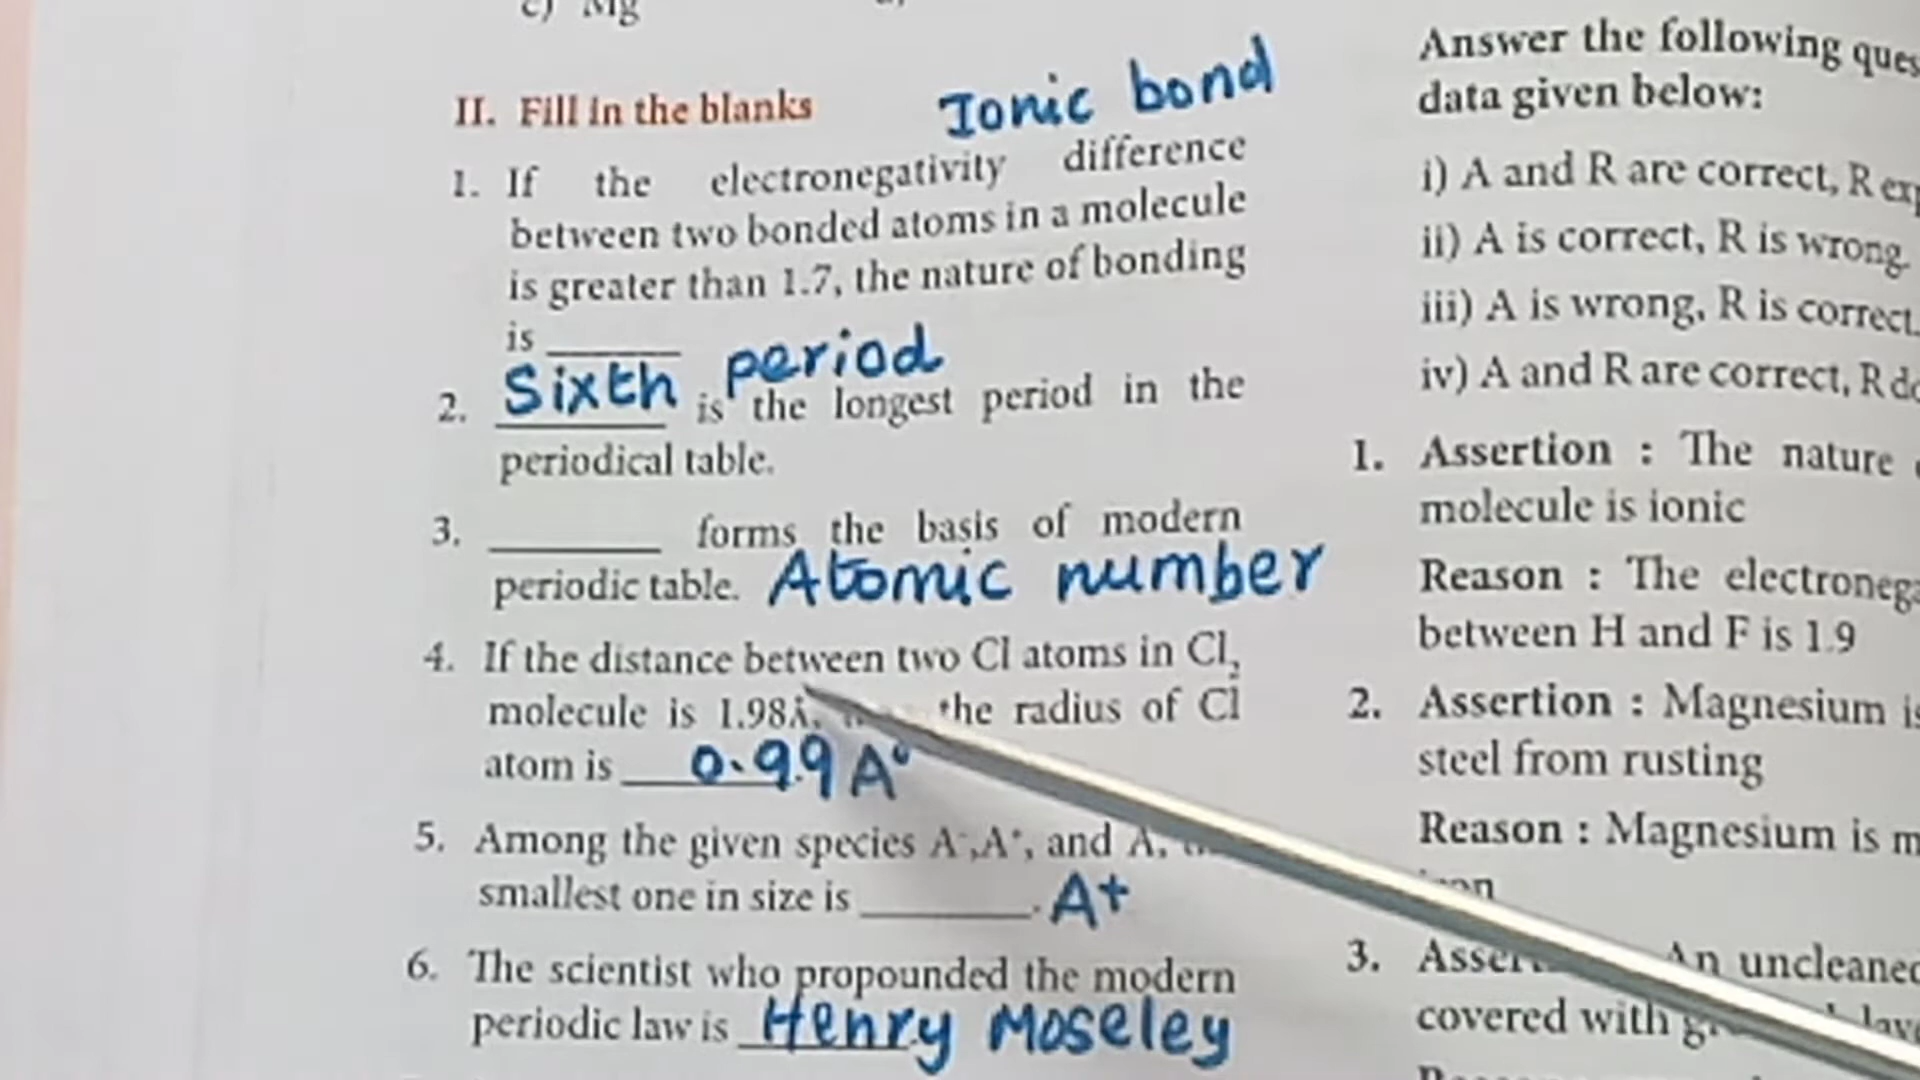 c) Mg
II. Fill in the blanks
Ionic bond
1. If the electronegativity difference
between two bonded atoms in a molecule
is greater than 1.7, the nature of bonding
is ______
2. Sixth period is the longest period in the
periodical table.
3. ______ forms the basis of modern
periodic table. Atomic number
4. If the distance between two Cl atoms in Cl₂
molecule is 1.98Å, the radius of Cl
atom is 0.99 A°
5. Among the given species A⁻,A⁺, and A,
smallest one in size is ______. A+
6. The scientist who propounded the modern
periodic law is Henry Moseley
Answer the following
data given below:
i) A and R are correct, R
ii) A is correct, R is wrong.
iii) A is wrong, R is correct.
iv) A and R are correct, R
1. Assertion : The nature
molecule is ionic
Reason : The
between H and F is 1.9
2. Assertion : Magnesium
steel from rusting
Reason : Magnesium is
3. An uncleaned
covered with